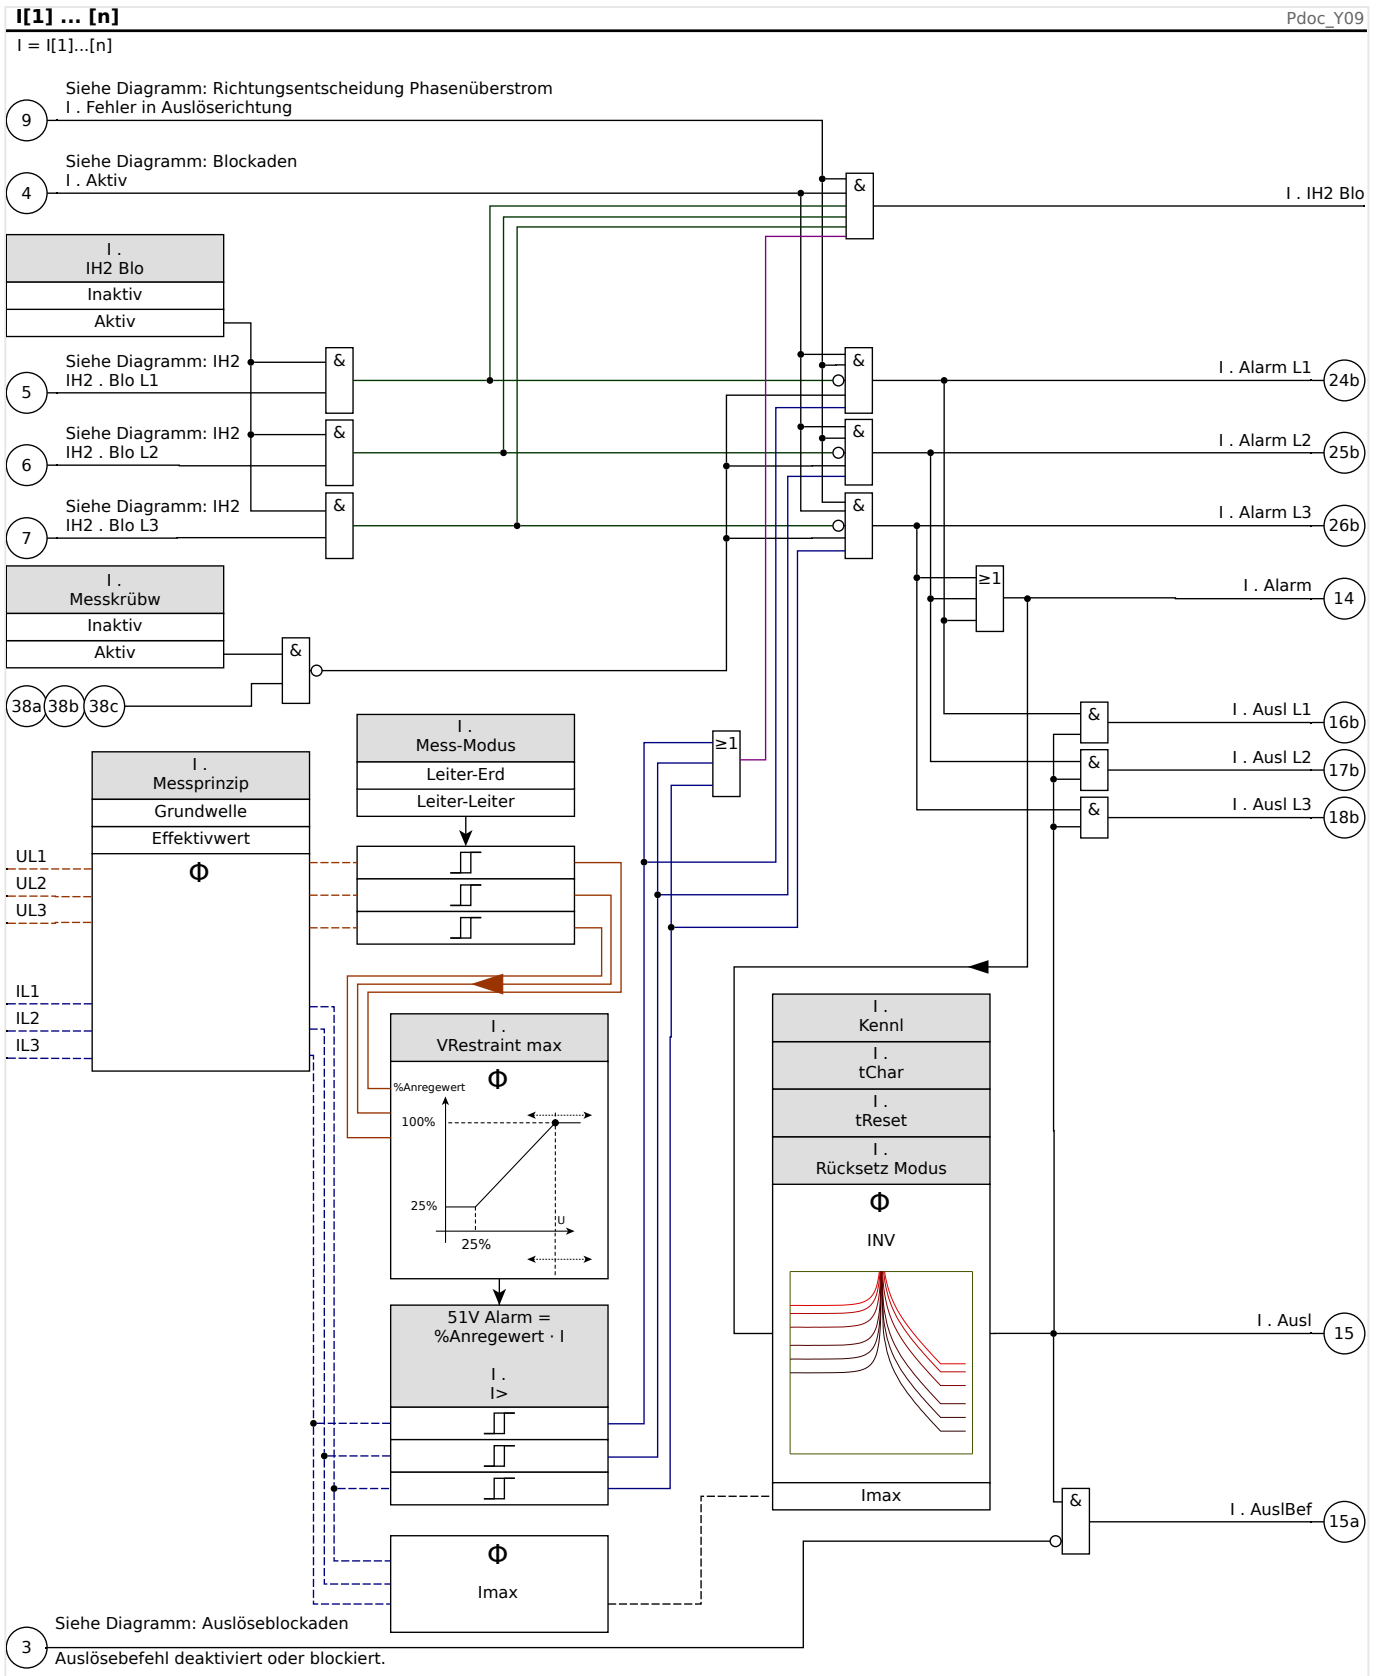 I[1] ... [n]
Pdoc_Y09
I = I[1]...[n]
Siehe Diagramm: Richtungsentscheidung Phasenüberstrom
9
I . Fehler in Auslöserichtung
Siehe Diagramm: Blockaden
4
I . Aktiv
&
I . IH2 Blo
I .
IH2 Blo
Inaktiv
Aktiv
Siehe Diagramm: IH2
5
IH2 . Blo L1
&
&
I . Alarm L1
24b
Siehe Diagramm: IH2
6
IH2 . Blo L2
&
&
I . Alarm L2
25b
Siehe Diagramm: IH2
7
IH2 . Blo L3
&
&
I . Alarm L3
26b
I .
Messkrübw
Inaktiv
Aktiv
&
≥1
I . Alarm
14
38a
38b
38c
&
I . Ausl L1
16b
&
I . Ausl L2
17b
&
I . Ausl L3
18b
I .
Mess-Modus
Leiter-Erd
Leiter-Leiter
≥1
I .
Messprinzip
Grundwelle
Effektivwert
Φ
UL1
UL2
UL3
IL1
IL2
IL3
I .
VRestraint max
Φ
%Anregewert
100%
25%
U
25%
51V Alarm =
%Anregewert · I
I .
I>
Φ
Imax
I .
Kennl
I .
tChar
I .
tReset
I .
Rücksetz Modus
Φ
INV
Imax
I . Ausl
15
&
I . AuslBef
15a
Siehe Diagramm: Auslöseblockaden
3
Auslösebefehl deaktiviert oder blockiert.